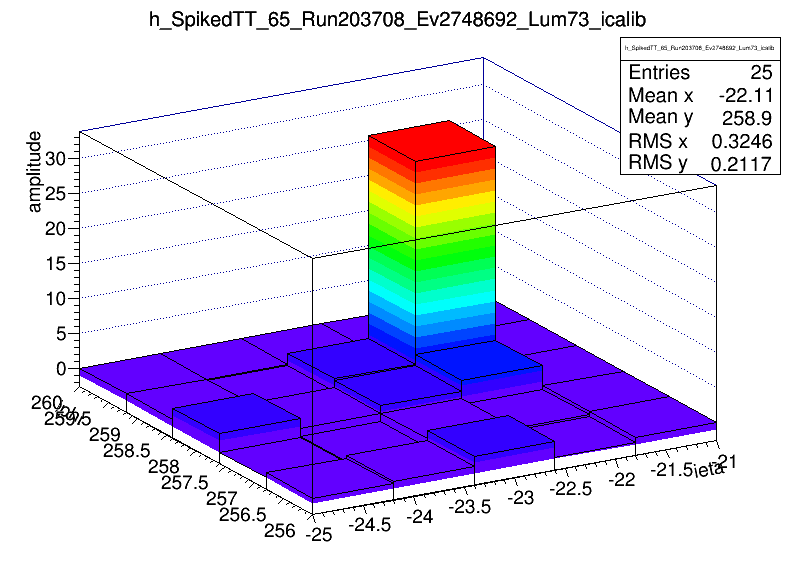 h_SpikedTT_65_Run203708_Ev2748692_Lum73_icalib
h_SpikedTT_65_Run203708_Ev2748692_Lum73_icalib
Entries 25
Mean x -22.11
Mean y 258.9
RMS x 0.3246
RMS y 0.2117
amplitude
30
25
20
15
10
5
0
260
259.5
259
258.5
258
257.5
257
256.5
256
-25
-24.5
-24
-23.5
-23
-22.5
-22
-21.5
ieta
-21